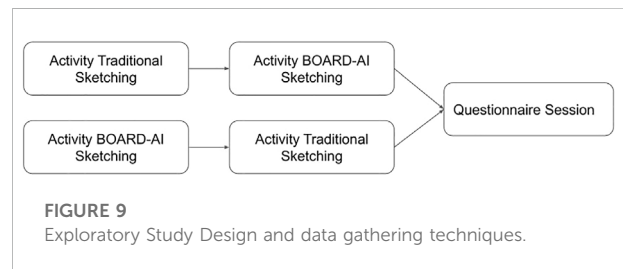 Activity Traditional
Sketching
Activity BOARD-AI
Sketching
Questionnaire Session
Activity BOARD-AI
Sketching
Activity Traditional
Sketching
FIGURE 9
Exploratory Study Design and data gathering techniques.